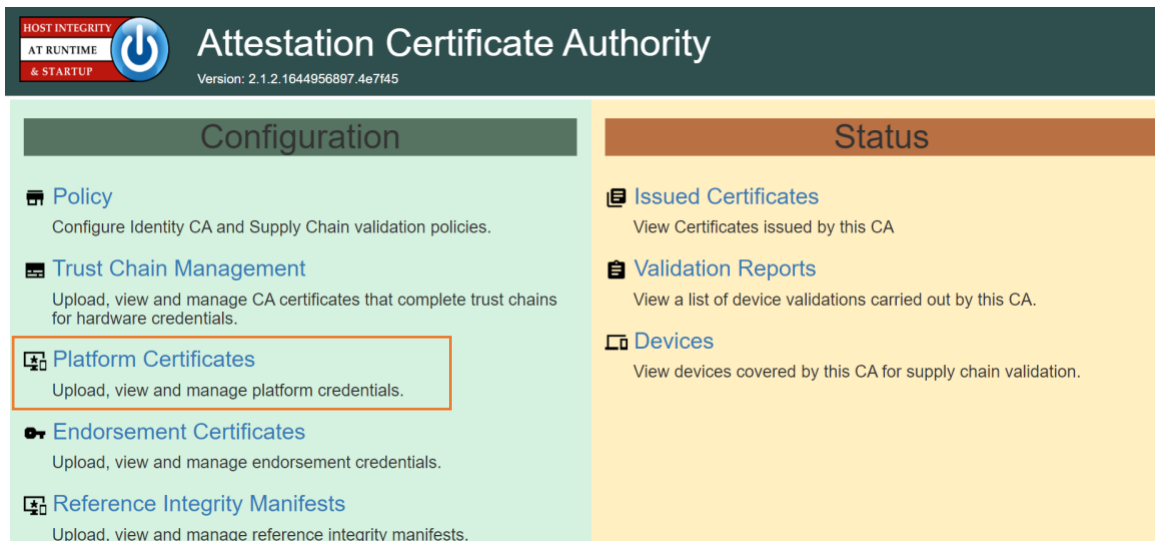 HOST INTEGRITY
AT RUNTIME
& STARTUP
Attestation Certificate Authority
Version: 2.1.2.1644956897.4e7f45
Configuration
Policy
Configure Identity CA and Supply Chain validation policies.
Trust Chain Management
Upload, view and manage CA certificates that complete trust chains
for hardware credentials.
Platform Certificates
Upload, view and manage platform credentials.
Endorsement Certificates
Upload, view and manage endorsement credentials.
Reference Integrity Manifests
Upload, view and manage reference integrity manifests.
Status
Issued Certificates
View Certificates issued by this CA
Validation Reports
View a list of device validations carried out by this CA.
Devices
View devices covered by this CA for supply chain validation.